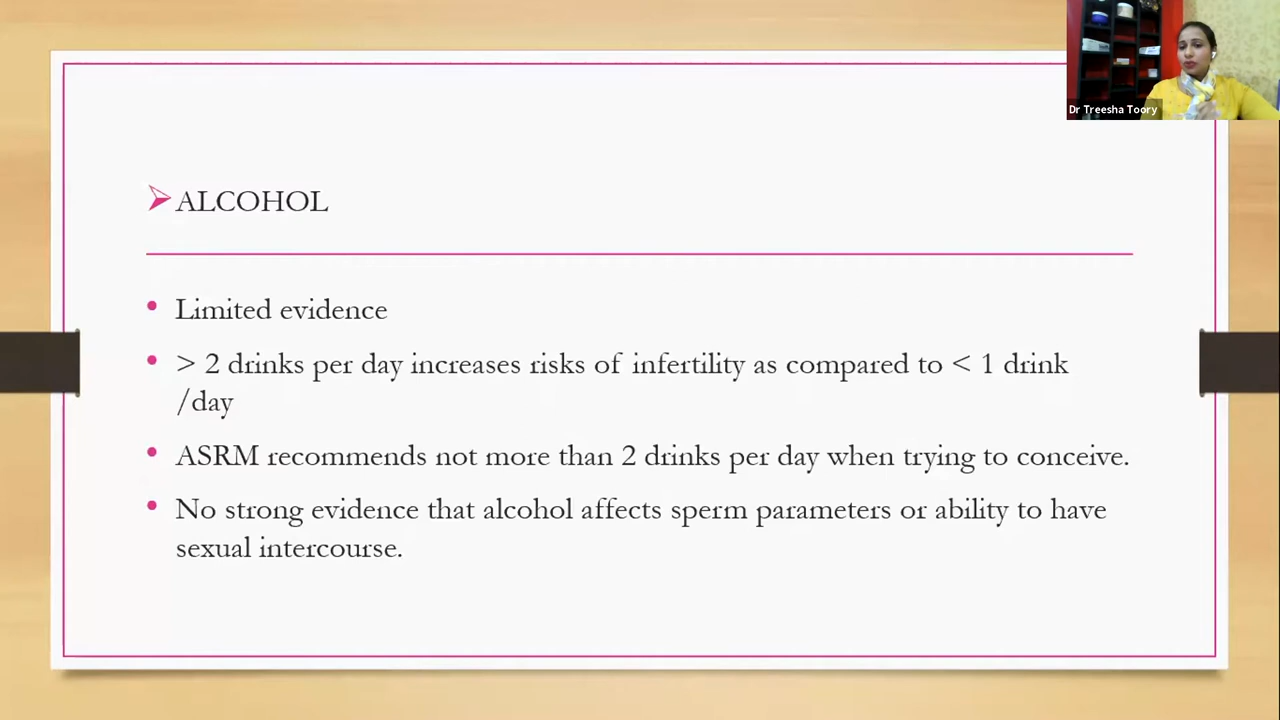 Dr Treesha Toory
ALCOHOL
Limited evidence
> 2 drinks per day increases risks of infertility as compared to < 1 drink
/day
ASRM recommends not more than 2 drinks per day when trying to conceive.
No strong evidence that alcohol affects sperm parameters or ability to have
sexual intercourse.